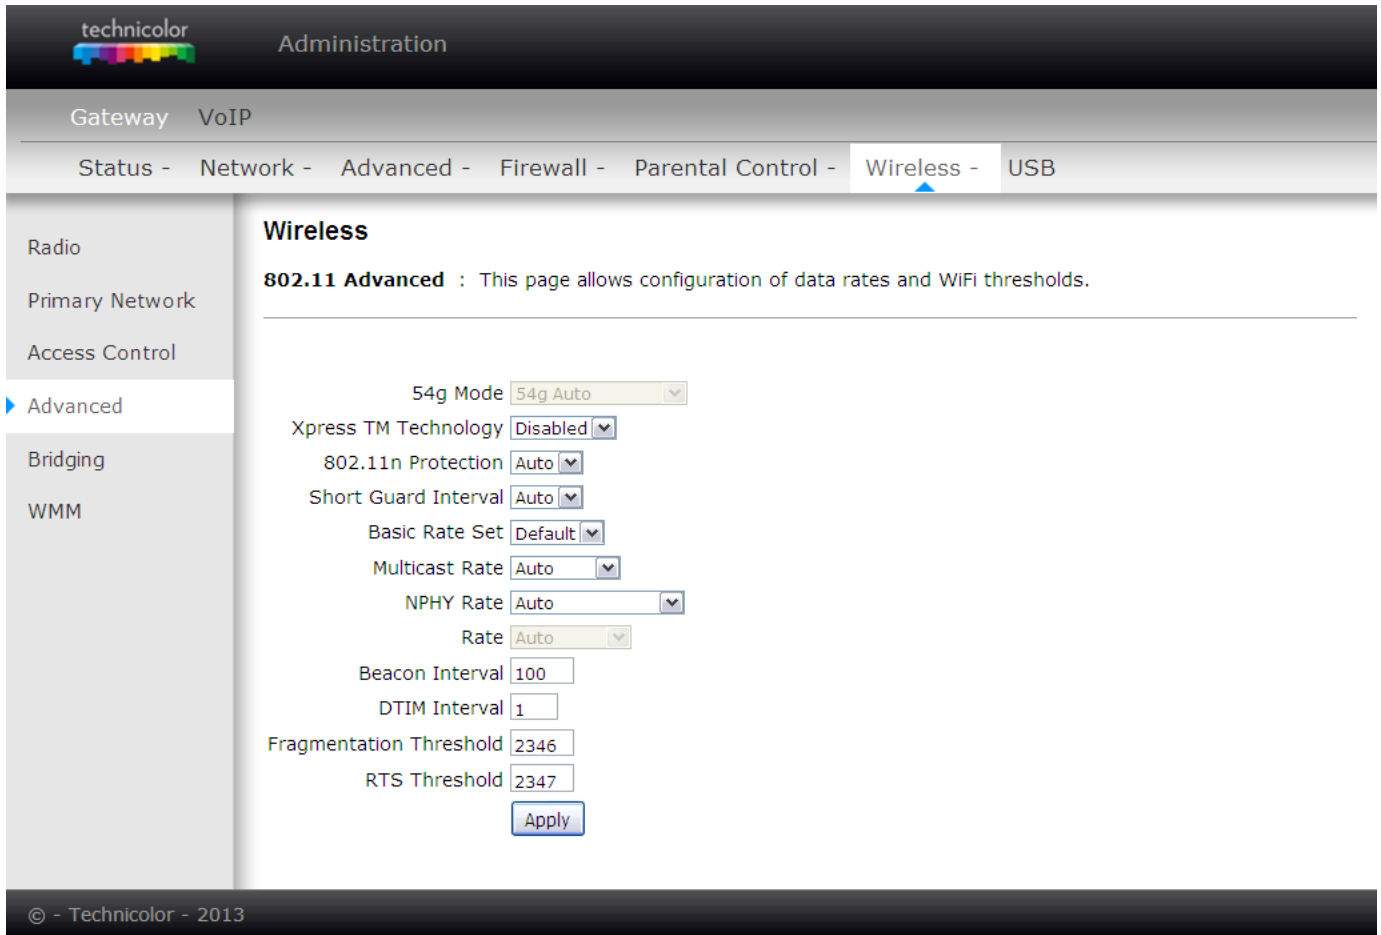 technicolor
Administration
Gateway VoIP
Status - Network - Advanced - Firewall - Parental Control - Wireless - USB
Radio
Primary Network
Access Control
Advanced
Bridging
WMM
Wireless
802.11 Advanced : This page allows configuration of data rates and WiFi thresholds.
54g Mode 54g Auto
Xpress TM Technology Disabled
802.11n Protection Auto
Short Guard Interval Auto
Basic Rate Set Default
Multicast Rate Auto
NPHY Rate Auto
Rate Auto
Beacon Interval 100
DTIM Interval 1
Fragmentation Threshold 2346
RTS Threshold 2347
Apply
© - Technicolor - 2013